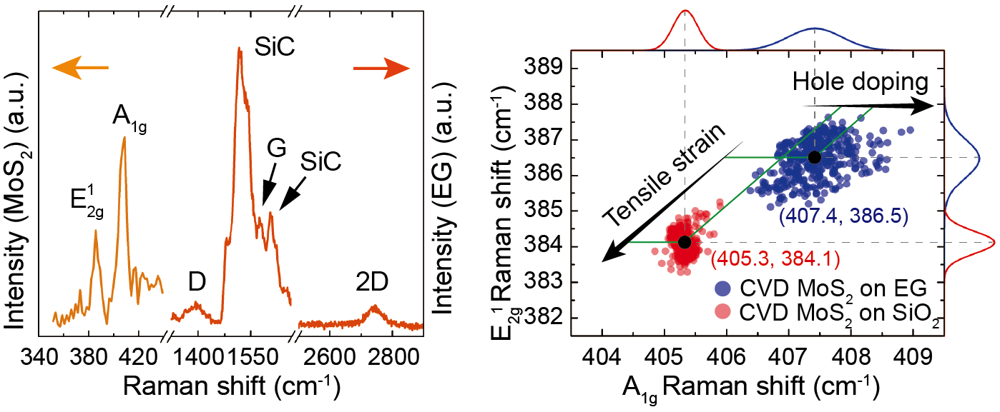 Intensity (MoS₂) (a.u.)
SiC
A₁g
G
SiC
E¹₂g
D
2D
340 380 420 1400 1550 2600 2800
Raman shift (cm⁻¹)
Intensity (EG) (a.u.)
E₂g¹ Raman shift (cm⁻¹)
389
388
387
386
385
384
383
382
Hole doping
Tensile strain
(407.4, 386.5)
(405.3, 384.1)
CVD MoS₂ on EG
CVD MoS₂ on SiO₂
404 405 406 407 408 409
A₁g Raman shift (cm⁻¹)